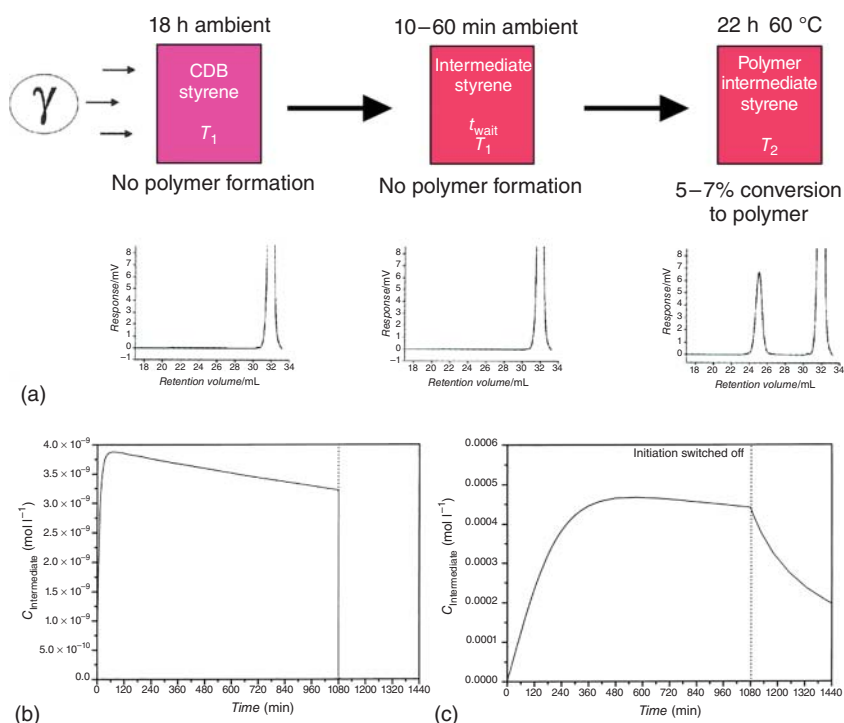 18 h ambient
10–60 min ambient
22 h 60 °C
γ
CDB
styrene
T₁
Intermediate
styrene
t_wait
T₁
Polymer
intermediate
styrene
T₂
No polymer formation
No polymer formation
5–7% conversion
to polymer
Response/mV
8
7
6
5
4
3
2
1
0
−1
18 20 22 24 26 28 30 32 34
Retention volume/mL
Response/mV
8
7
6
5
4
3
2
1
0
−1
18 20 22 24 26 28 30 32 34
Retention volume/mL
Response/mV
8
7
6
5
4
3
2
1
0
18 20 22 24 26 28 30 32 34
Retention volume/mL
(a)
C_Intermediate (mol l⁻¹)
4.0 × 10⁻⁹
3.5 × 10⁻⁹
3.0 × 10⁻⁹
2.5 × 10⁻⁹
2.0 × 10⁻⁹
1.5 × 10⁻⁹
1.0 × 10⁻⁹
5.0 × 10⁻¹⁰
0.0
0 120 240 360 480 600 720 840 960 1080 1200 1320 1440
Time (min)
(b)
C_Intermediate (mol l⁻¹)
0.0006
0.0005
0.0004
0.0003
0.0002
0.0001
0.0000
Initiation switched off
0 120 240 360 480 600 720 840 960 1080 1200 1320 1440
Time (min)
(c)